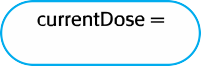 currentDose =